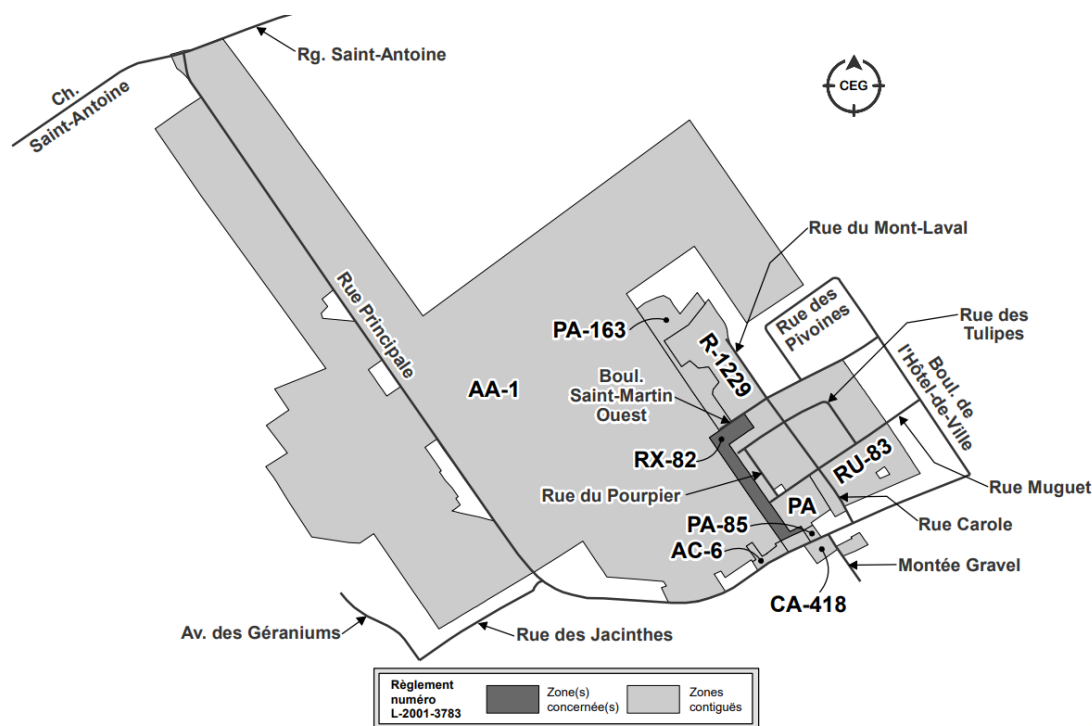 Rg. Saint-Antoine
Ch.
Saint-Antoine
CEG
Rue du Mont-Laval
Rue Principale
Rue des
Pivoines
Rue des
Tulipes
PA-163
R-1229
Boul.
Saint-Martin
Ouest
AA-1
Boul. de
l'Hôtel-de-Ville
RX-82
RU-83
Rue du Pourpier
Rue Muguet
PA
PA-85
Rue Carole
AC-6
Montée Gravel
CA-418
Av. des Géraniums
Rue des Jacinthes
Règlement
numéro
L-2001-3783
Zone(s)
concernée(s)
Zones
contiguës